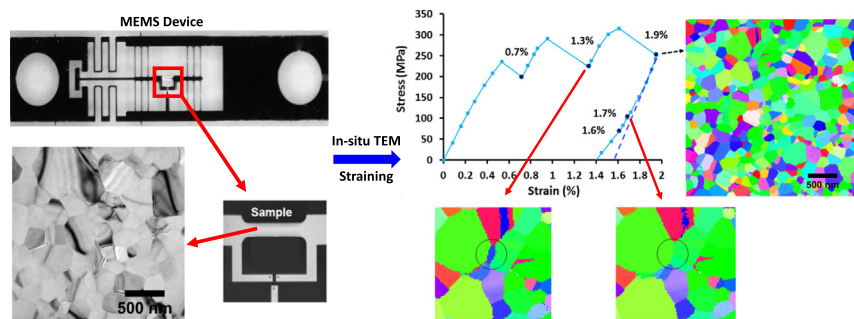 MEMS Device
Sample
500 nm
In-situ TEM
Straining
Stress (MPa)
350
300
250
200
150
100
50
0
0.7%
1.3%
1.9%
1.7%
1.6%
0 0.2 0.4 0.6 0.8 1 1.2 1.4 1.6 1.8 2
Strain (%)
500 nm